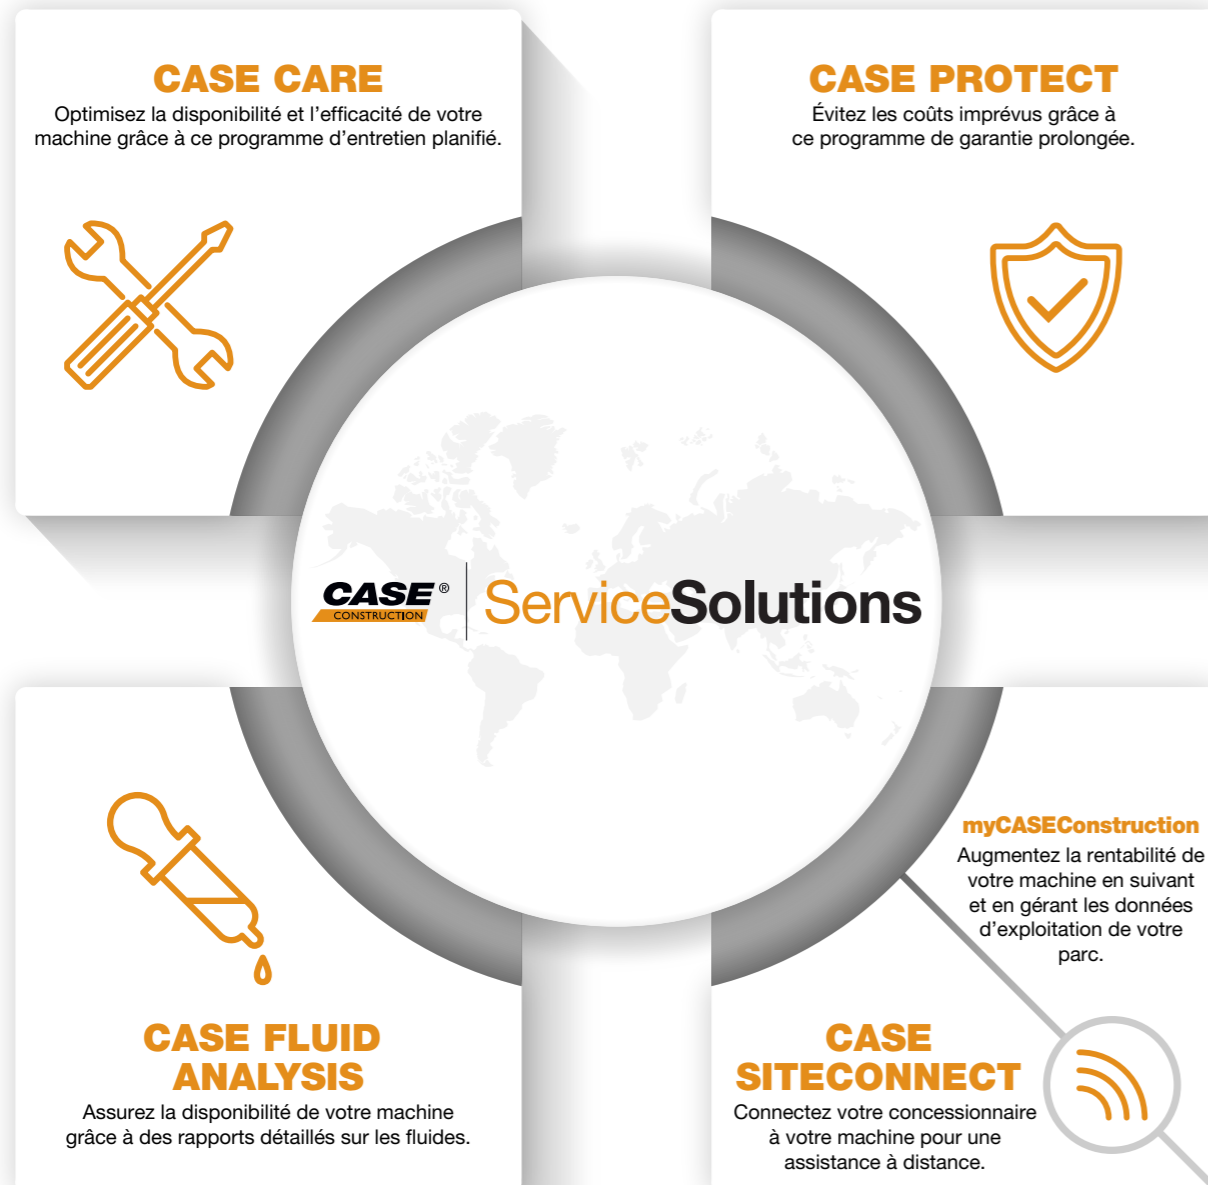 CASE CARE
Optimisez la disponibilité et l’efficacité de votre
machine grâce à ce programme d’entretien planifié.
CASE PROTECT
Évitez les coûts imprévus grâce à
ce programme de garantie prolongée.
CASE ®
CONSTRUCTION
ServiceSolutions
CASE FLUID
ANALYSIS
Assurez la disponibilité de votre machine
grâce à des rapports détaillés sur les fluides.
myCASEConstruction
Augmentez la rentabilité de
votre machine en suivant
et en gérant les données
d’exploitation de votre
parc.
CASE
SITECONNECT
Connectez votre concessionnaire
à votre machine pour une
assistance à distance.